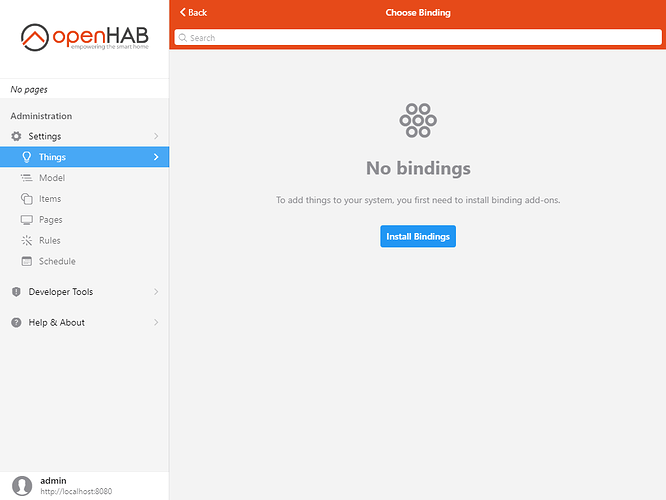 openHAB
empowering the smart home
No pages
Administration
Settings
Things
Model
Items
Pages
Rules
Schedule
Developer Tools
Help & About
admin
http://localhost:8080
Back
Choose Binding
Search
No bindings
To add things to your system, you first need to install binding add-ons.
Install Bindings